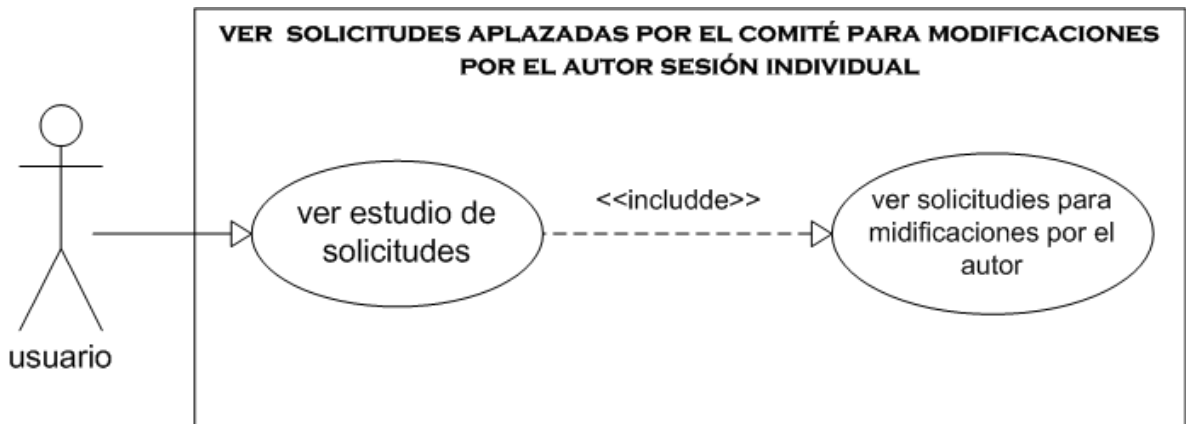 VER SOLICITUDES APLAZADAS POR EL COMITÉ PARA MODIFICACIONES
POR EL AUTOR SESIÓN INDIVIDUAL
ver estudio de
solicitudes
<<includde>>
ver solicitudies para
midificaciones por el
autor
usuario